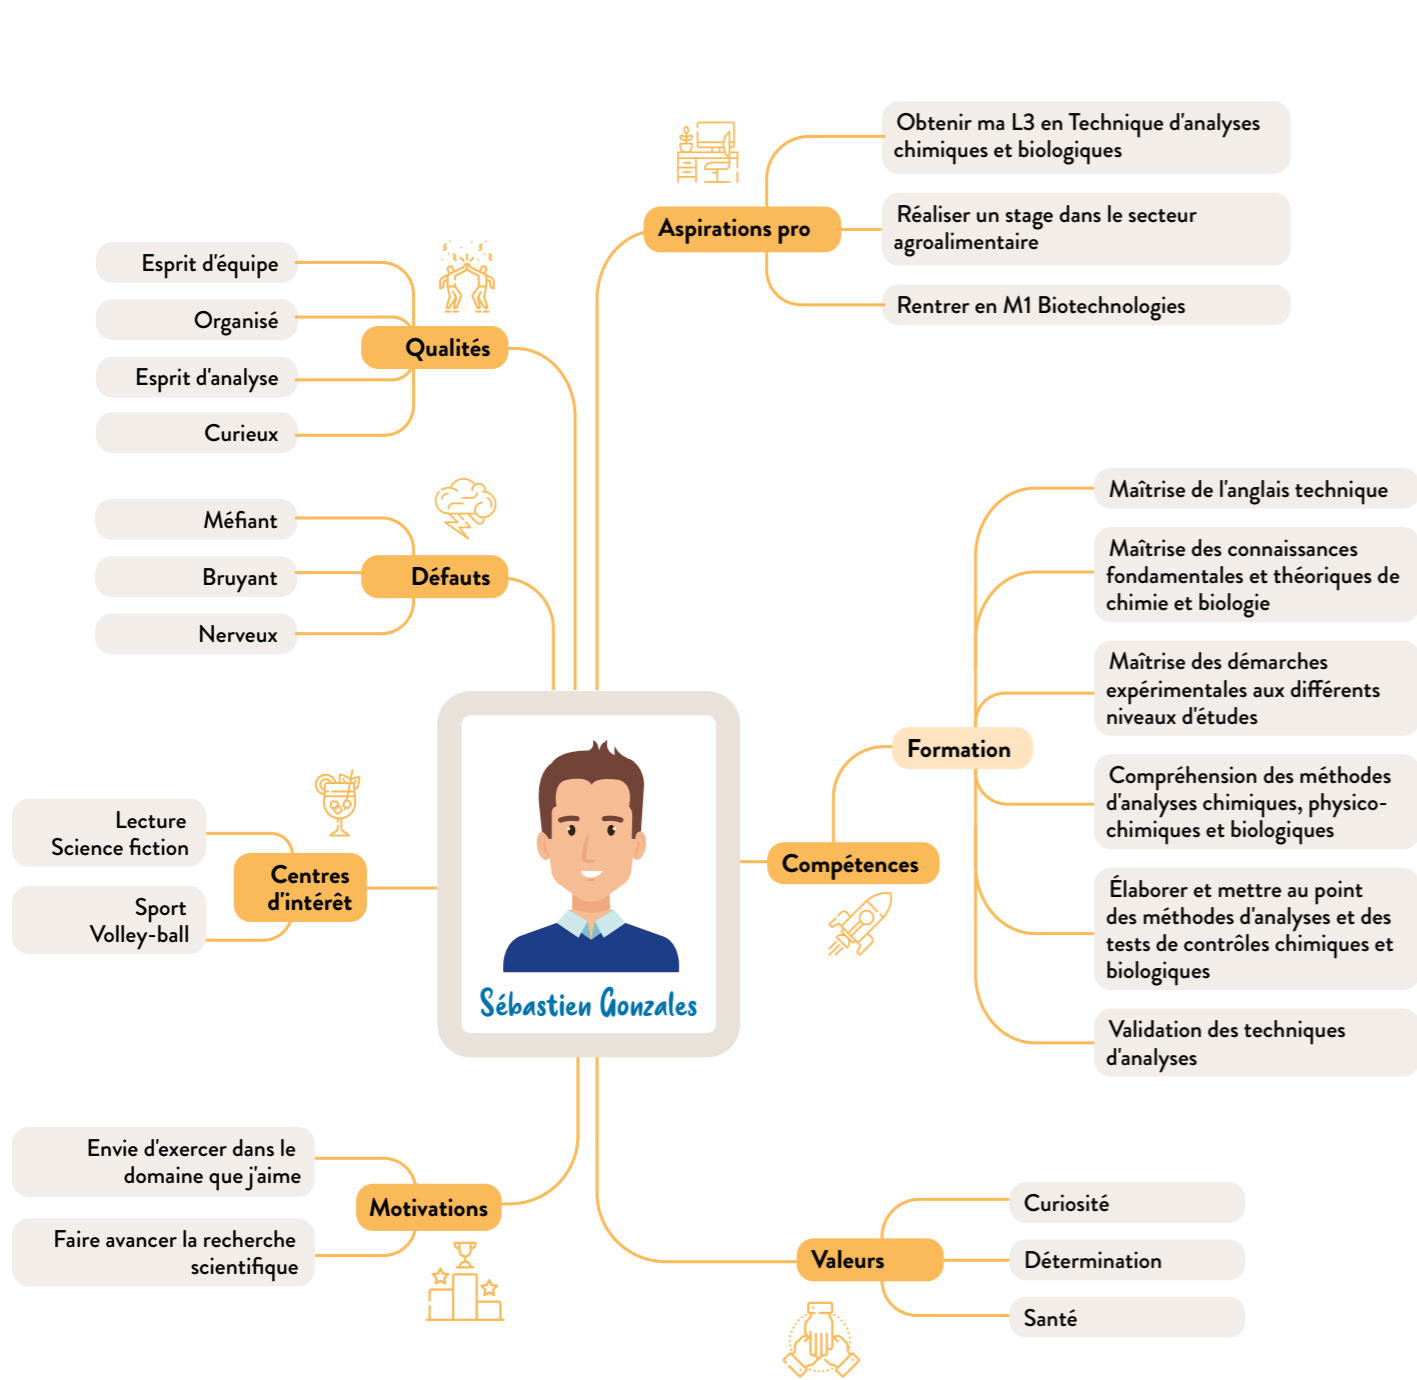 Obtenir ma L3 en Technique d'analyses
chimiques et biologiques
Réaliser un stage dans le secteur
agroalimentaire
Rentrer en M1 Biotechnologies
Aspirations pro
Esprit d'équipe
Organisé
Esprit d'analyse
Curieux
Qualités
Méfiant
Bruyant
Nerveux
Défauts
Lecture
Science fiction
Sport
Volley-ball
Centres
d'intérêt
Sébastien Gonzales
Compétences
Formation
Maîtrise de l'anglais technique
Maîtrise des connaissances
fondamentales et théoriques de
chimie et biologie
Maîtrise des démarches
expérimentales aux différents
niveaux d'études
Compréhension des méthodes
d'analyses chimiques, physico-
chimiques et biologiques
Élaborer et mettre au point
des méthodes d'analyses et des
tests de contrôles chimiques et
biologiques
Validation des techniques
d'analyses
Envie d'exercer dans le
domaine que j'aime
Faire avancer la recherche
scientifique
Motivations
Valeurs
Curiosité
Détermination
Santé